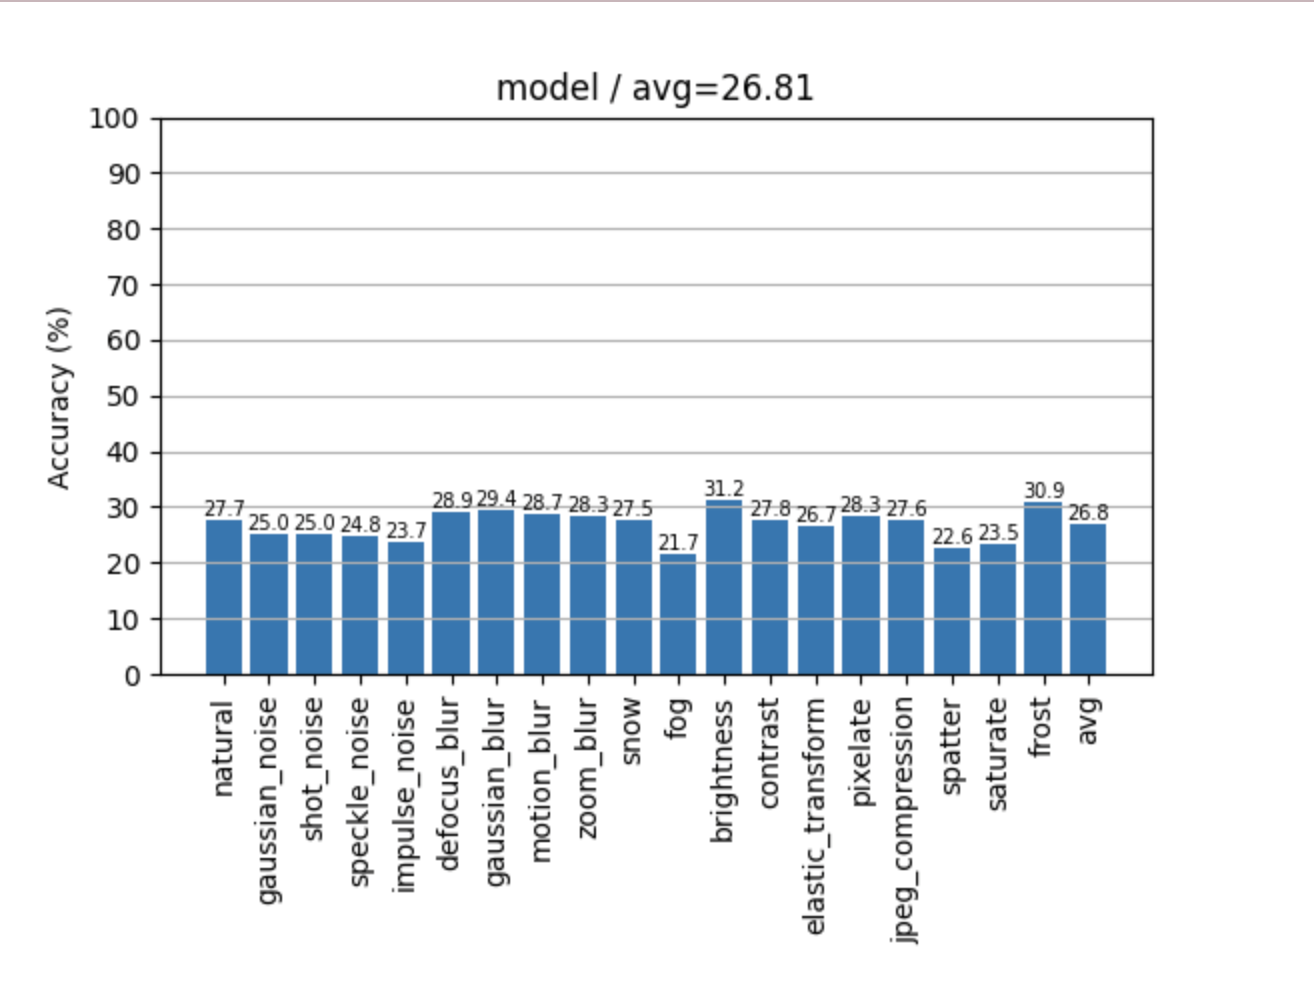 model / avg=26.81
100
90
80
70
60
50
40
30
20
10
0
Accuracy (%)
27.7
25.0
25.0
24.8
23.7
28.9
29.4
28.7
28.3
27.5
21.7
31.2
27.8
26.7
28.3
27.6
22.6
23.5
30.9
26.8
natural
gaussian_noise
shot_noise
speckle_noise
impulse_noise
defocus_blur
gaussian_blur
motion_blur
zoom_blur
snow
fog
brightness
contrast
elastic_transform
pixelate
jpeg_compression
spatter
saturate
frost
avg